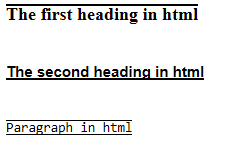 The first heading in html
The second heading in html
Paragraph in html